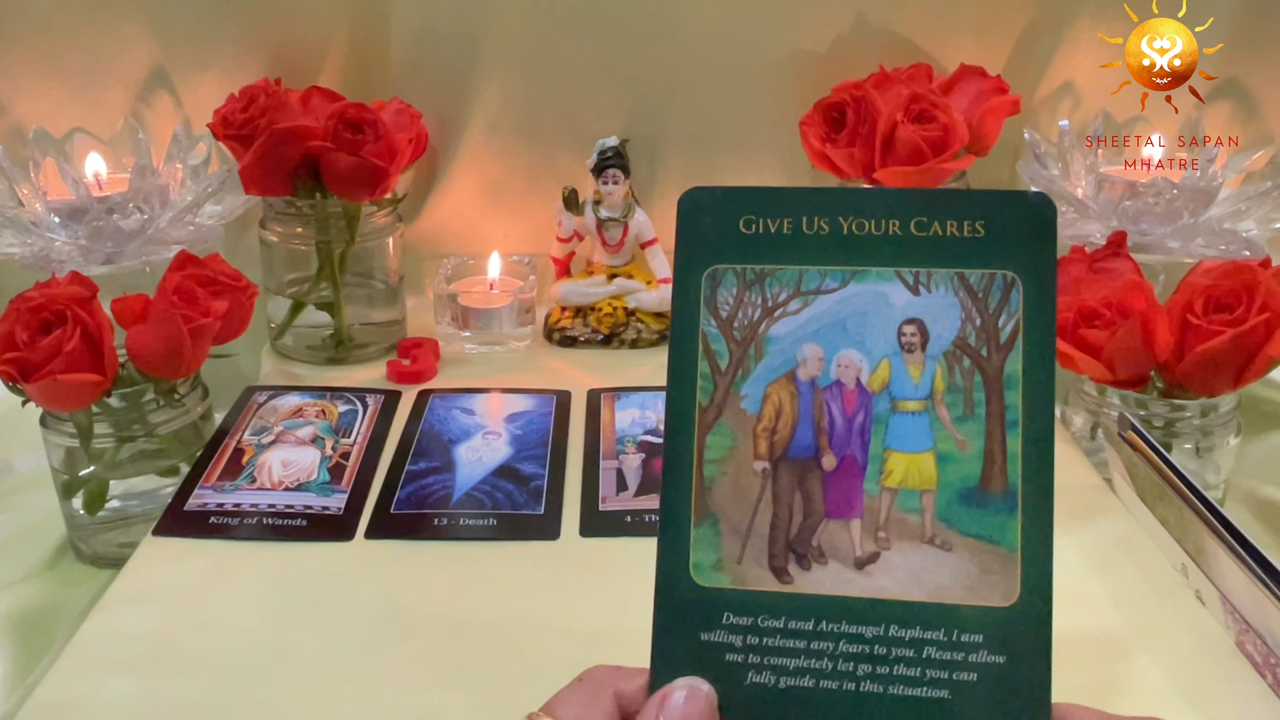 SHEETAL SAPAN
MHATRE
GIVE US YOUR CARES
3
King of Wands
13 - Death
4 - Th
Dear God and Archangel Raphael, I am
willing to release any fears to you. Please allow
me to completely let go so that you can
fully guide me in this situation.